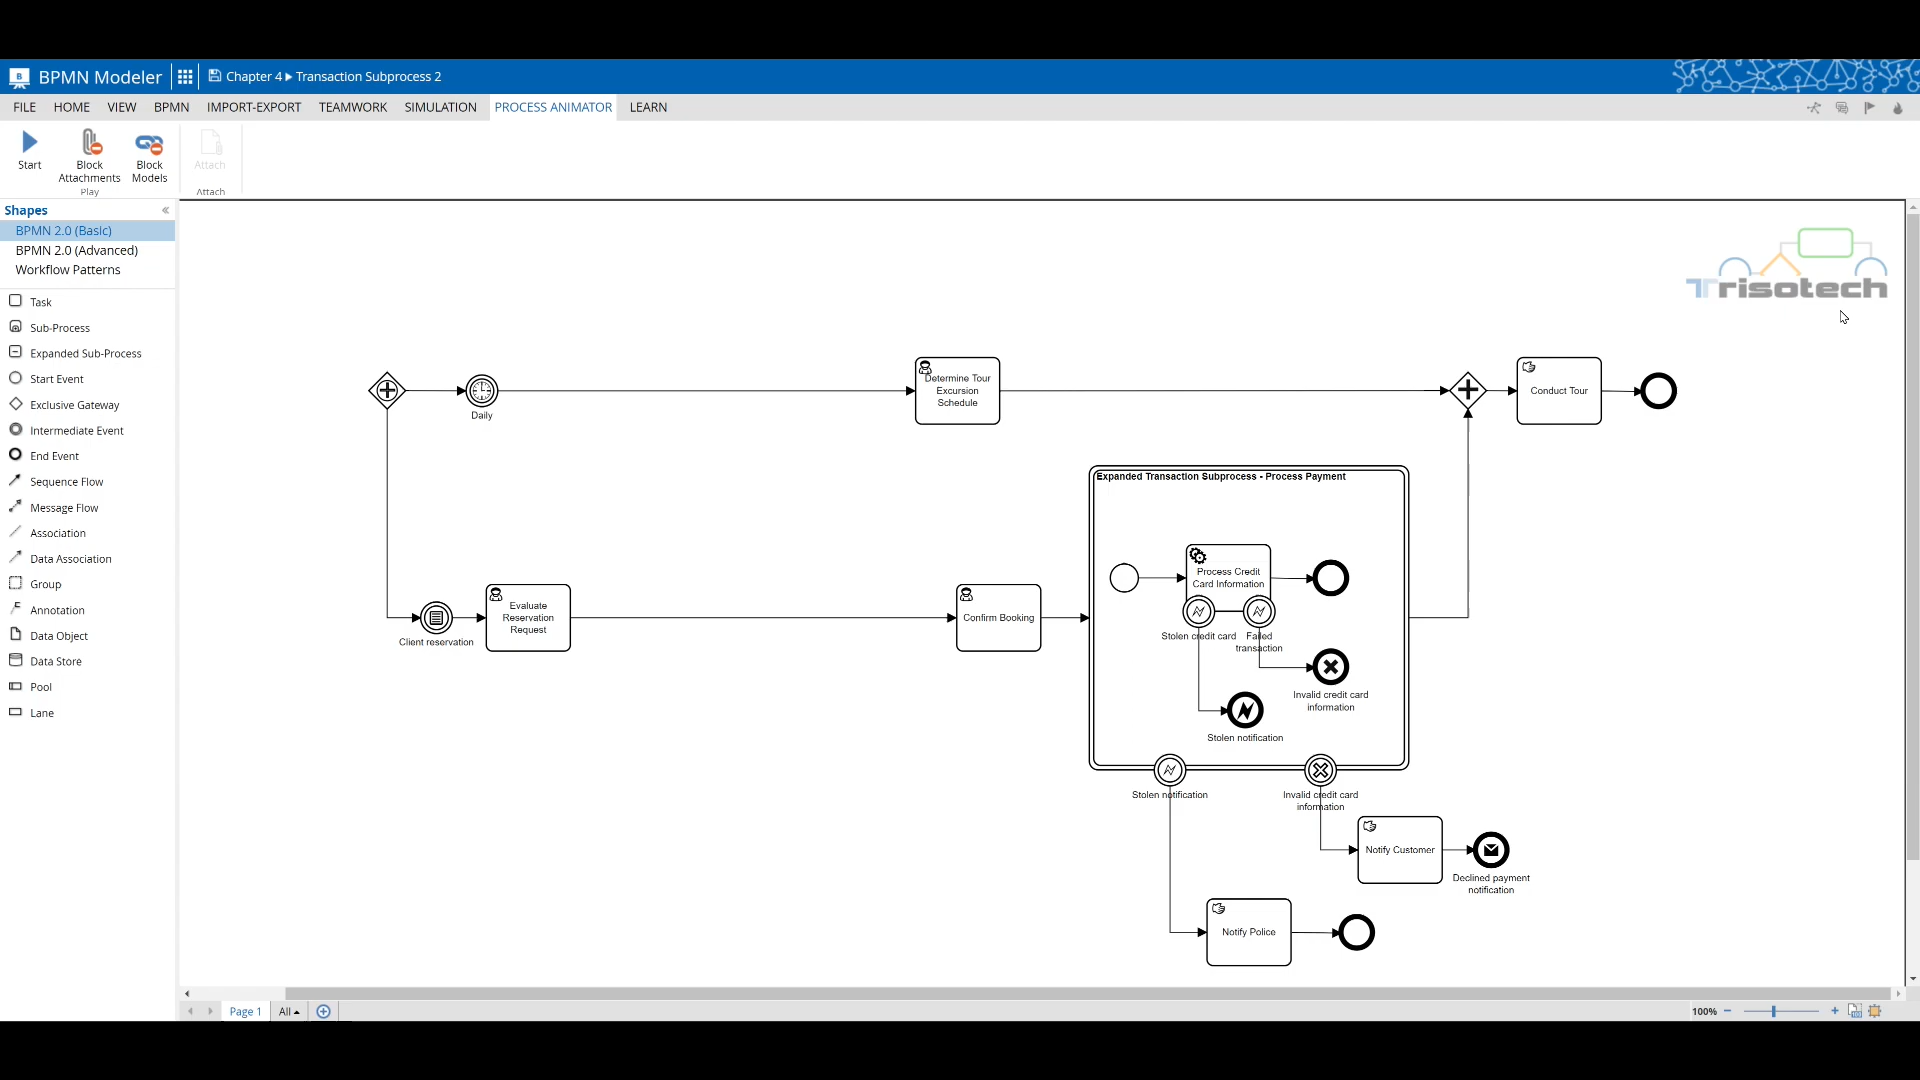 B BPMN Modeler Chapter 4 Transaction Subprocess 2
FILE HOME VIEW BPMN IMPORT-EXPORT TEAMWORK SIMULATION PROCESS ANIMATOR LEARN
Start
Block
Attachments
Block
Models
Attach
Play
Attach
Shapes
BPMN 2.0 (Basic)
BPMN 2.0 (Advanced)
Workflow Patterns
Task
Sub-Process
Expanded Sub-Process
Start Event
Exclusive Gateway
Intermediate Event
End Event
Sequence Flow
Message Flow
Association
Data Association
Group
Annotation
Data Object
Data Store
Pool
Lane
Trisotech
Daily
Determine Tour
Excursion
Schedule
Conduct Tour
Client reservation
Evaluate
Reservation
Request
Confirm Booking
Expanded Transaction Subprocess - Process Payment
Process Credit
Card Information
Stolen credit card
Failed
transaction
Invalid credit card
information
Stolen notification
Stolen notification
Invalid credit card
information
Notify Customer
Declined payment
notification
Notify Police
Page 1
All
100%